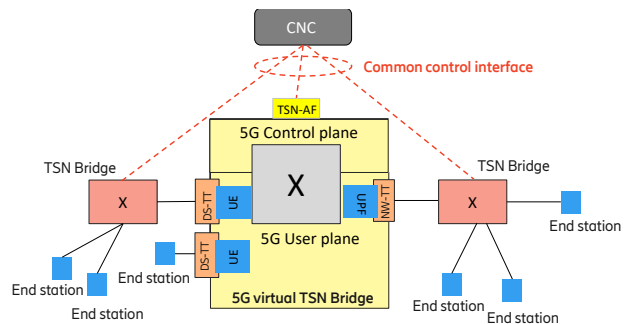 CNC
Common control interface
TSN-AF
5G Control plane
TSN Bridge
TSN Bridge
X
X
X
DS-TT
UE
UPF
NW-TT
5G User plane
DS-TT
UE
End station
End station
End station
End station
End station
End station
5G virtual TSN Bridge